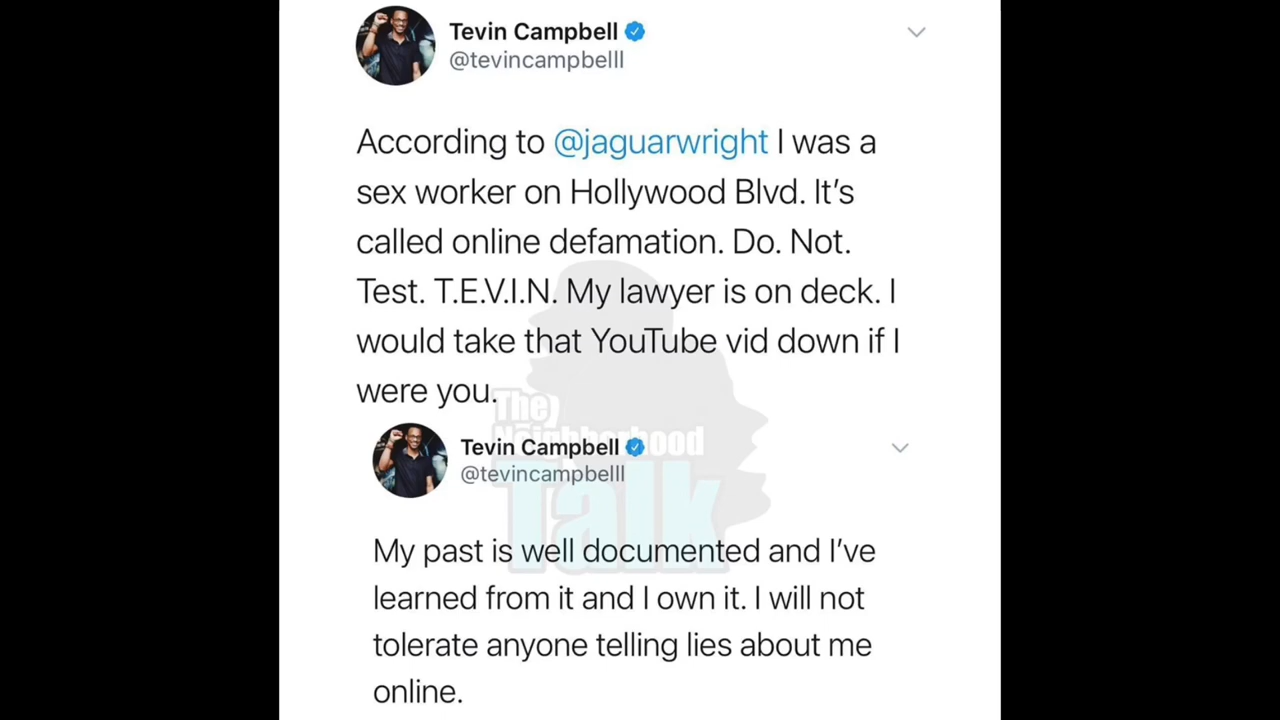 Tevin Campbell
@tevincampbelll
According to @jaguarwright I was a
sex worker on Hollywood Blvd. It's
called online defamation. Do. Not.
Test. T.E.V.I.N. My lawyer is on deck. I
would take that YouTube vid down if I
were you.
The
Neighborhood
Talk
Tevin Campbell
@tevincampbelll
My past is well documented and I've
learned from it and I own it. I will not
tolerate anyone telling lies about me
online.